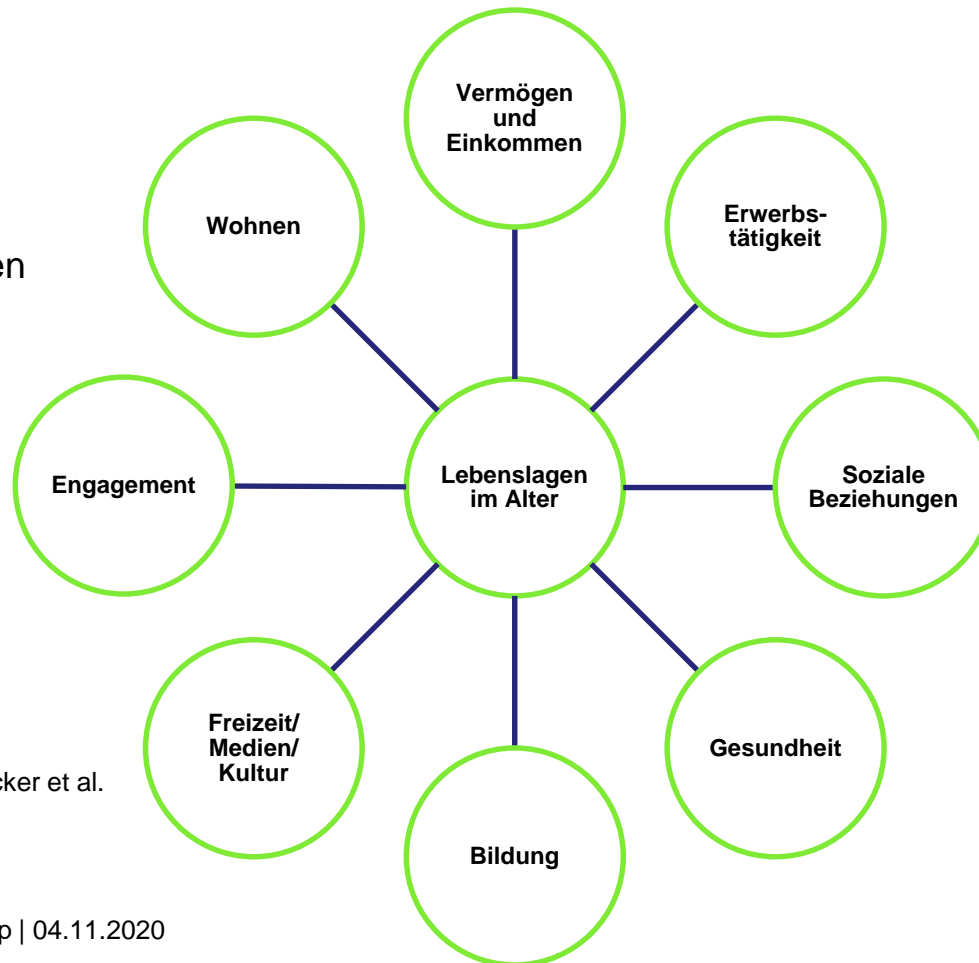 Vermögen
und
Einkommen
Wohnen
Erwerbs-
tätigkeit
en
Engagement
Lebenslagen
im Alter
Soziale
Beziehungen
Freizeit/
Medien/
Kultur
Gesundheit
cker et al.
Bildung
p | 04.11.2020